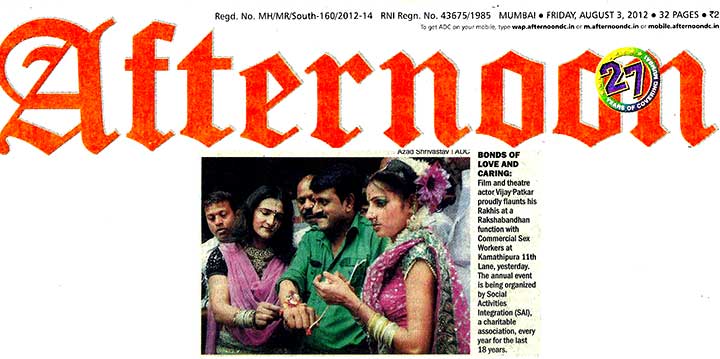 Regd. No. MH/MR/South-160/2012-14 RNI Regn. No. 43675/1985 MUMBAI • FRIDAY, AUGUST 3, 2012 • 32 PAGES • ₹2
To get ADC on your mobile, type wap.afternoondc.in or m.afternoondc.in or mobile.afternoondc.in
Afternoon
27
YEARS OF COVERING MUMBAI
Azad Shrivastav | ADC
BONDS OF
LOVE AND
CARING:
Film and theatre
actor Vijay Patkar
proudly flaunts his
Rakhis at a
Rakshabandhan
function with
Commercial Sex
Workers at
Kamathipura 11th
Lane, yesterday.
The annual event
is being organized
by Social
Activities
Integration (SAI),
a charitable
association, every
year for the last
18 years.